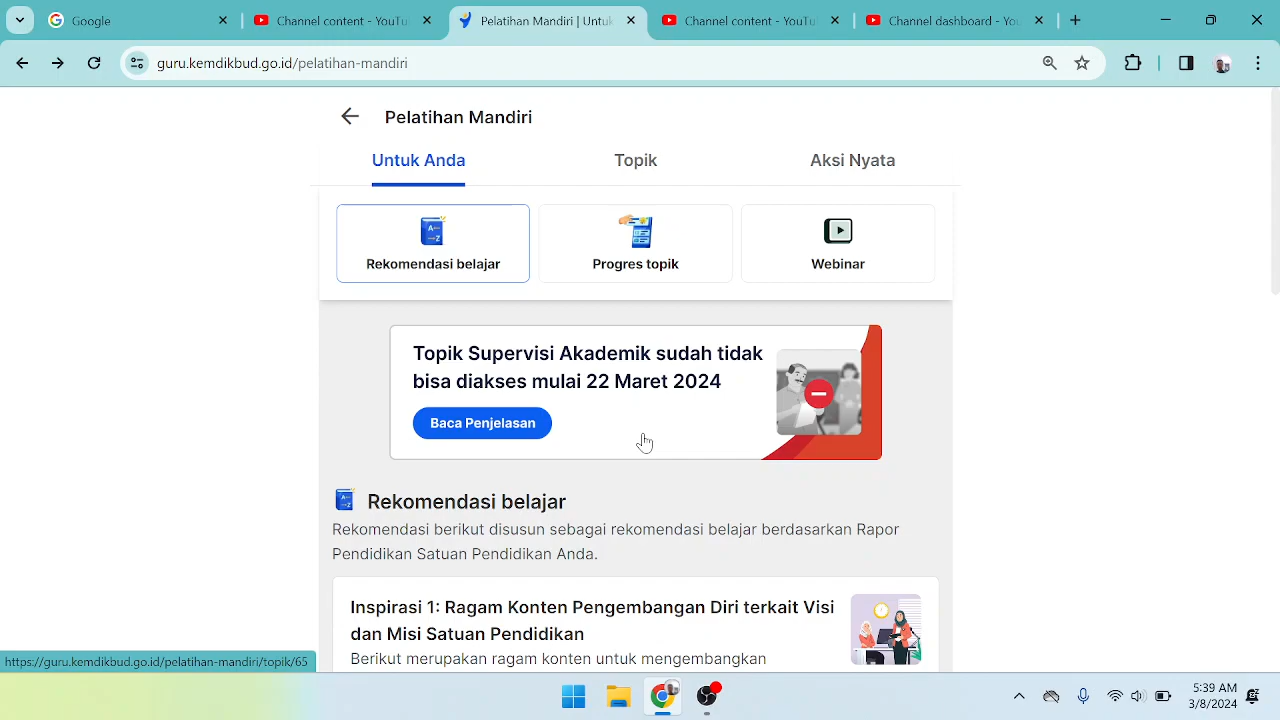 Google
Channel content - YouTu
Pelatihan Mandiri | Untuk
Channel content - YouTu
Channel dashboard - You
guru.kemdikbud.go.id/pelatihan-mandiri
Pelatihan Mandiri
Untuk Anda
Topik
Aksi Nyata
Rekomendasi belajar
Progres topik
Webinar
Topik Supervisi Akademik sudah tidak
bisa diakses mulai 22 Maret 2024
Baca Penjelasan
Rekomendasi belajar
Rekomendasi berikut disusun sebagai rekomendasi belajar berdasarkan Rapor
Pendidikan Satuan Pendidikan Anda.
Inspirasi 1: Ragam Konten Pengembangan Diri terkait Visi
dan Misi Satuan Pendidikan
Berikut merupakan ragam konten untuk mengembangkan
https://guru.kemdikbud.go.id/pelatihan-mandiri/topik/65
5:39 AM
3/8/2024